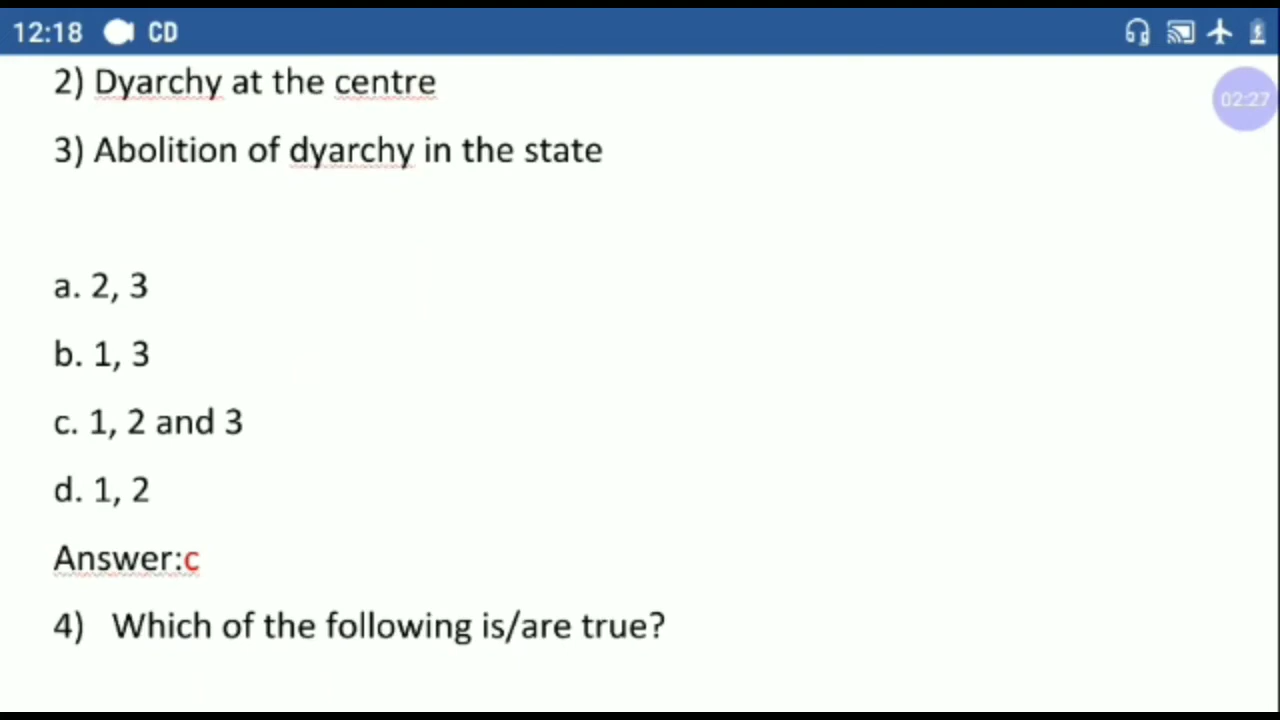 12:18 CD
02:27
2) Dyarchy at the centre
3) Abolition of dyarchy in the state
a. 2, 3
b. 1, 3
c. 1, 2 and 3
d. 1, 2
Answer:c
4) Which of the following is/are true?